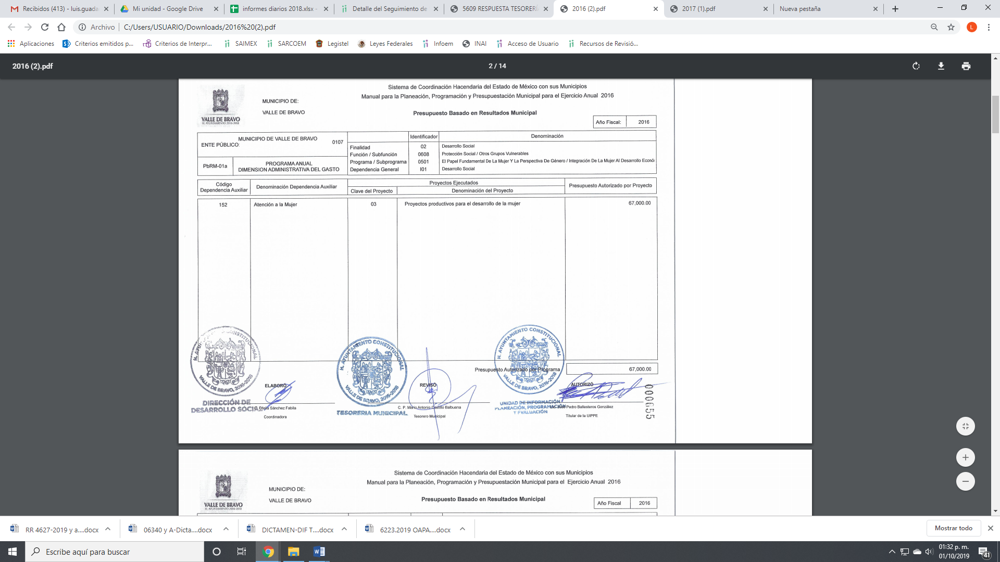 Recibidos (413) - luis.guada
Mi unidad - Google Drive
informes diarios 2018.xlsx -
Detalle del Seguimiento de
5609 RESPUESTA TESORERÍ
2016 (2).pdf
2017 (1).pdf
Nueva pestaña
Archivo
C:/Users/USUARIO/Downloads/2016%20(2).pdf
L
Aplicaciones
Criterios emitidos p...
Criterios de Interpr...
SAIMEX
SARCOEM
Legistel
Leyes Federales
Infoem
INAI
Acceso de Usuario
Recursos de Revisió...
2016 (2).pdf
2 / 14
Sistema de Coordinación Hacendaria del Estado de México con sus Municipios
Manual para la Planeación, Programación y Presupuestación Municipal para el Ejercicio Anual 2016
MUNICIPIO DE:
VALLE DE BRAVO
Presupuesto Basado en Resultados Municipal
VALLE DE BRAVO
H. AYUNTAMIENTO 2016-2018
Año Fiscal: 2016
MUNICIPIO DE VALLE DE BRAVO
ENTE PÚBLICO:
0107
PbRM-01a
PROGRAMA ANUAL
DIMENSION ADMINISTRATIVA DEL GASTO
Identificador Denominación
Finalidad 02 Desarrollo Social
Función / Subfunción 0608 Protección Social / Otros Grupos Vulnerables
Programa / Subprograma 0501 El Papel Fundamental De La Mujer Y La Perspectiva De Género / Integración De La Mujer Al Desarrollo Econó
Dependencia General I01 Desarrollo Social
Código
Dependencia Auxiliar
Denominación Dependencia Auxiliar
Proyectos Ejecutados
Clave del Proyecto
Denominación del Proyecto
Presupuesto Autorizado por Proyecto
152 Atención a la Mujer 03 Proyectos productivos para el desarrollo de la mujer 67,000.00
Presupuesto Autorizado por Programa 67,000.00
H. AYUNTAMIENTO CONSTITUCIONAL
VALLE DE BRAVO, 2016-2018
DIRECCIÓN DE
DESARROLLO SOCIAL
ELABORÓ
Sánchez Fabila
Coordinadora
H. AYUNTAMIENTO CONSTITUCIONAL
VALLE DE BRAVO, 2016-2018
TESORERIA MUNICIPAL
REVISÓ
C. P. Mario Antonio Castillo Balbuena
Tesorero Municipal
H. AYUNTAMIENTO CONSTITUCIONAL
VALLE DE BRAVO, 2016-2018
UNIDAD DE INFORMACIÓN
PLANEACIÓN, PROGRAMACIÓN
Y EVALUACIÓN
AUTORIZÓ
Pedro Ballesteros González
Titular de la UIPPE
000655
Sistema de Coordinación Hacendaria del Estado de México con sus Municipios
Manual para la Planeación, Programación y Presupuestación Municipal para el Ejercicio Anual 2016
MUNICIPIO DE:
VALLE DE BRAVO
Presupuesto Basado en Resultados Municipal
VALLE DE BRAVO
H. AYUNTAMIENTO 2016-2018
Año Fiscal 2016
RR 4627-2019 y a....docx
06340 y A-Dicta....docx
DICTAMEN-DIF T....docx
6223.2019 OAPA....docx
Mostrar todo
Escribe aquí para buscar
01:32 p. m.
01/10/2019
41